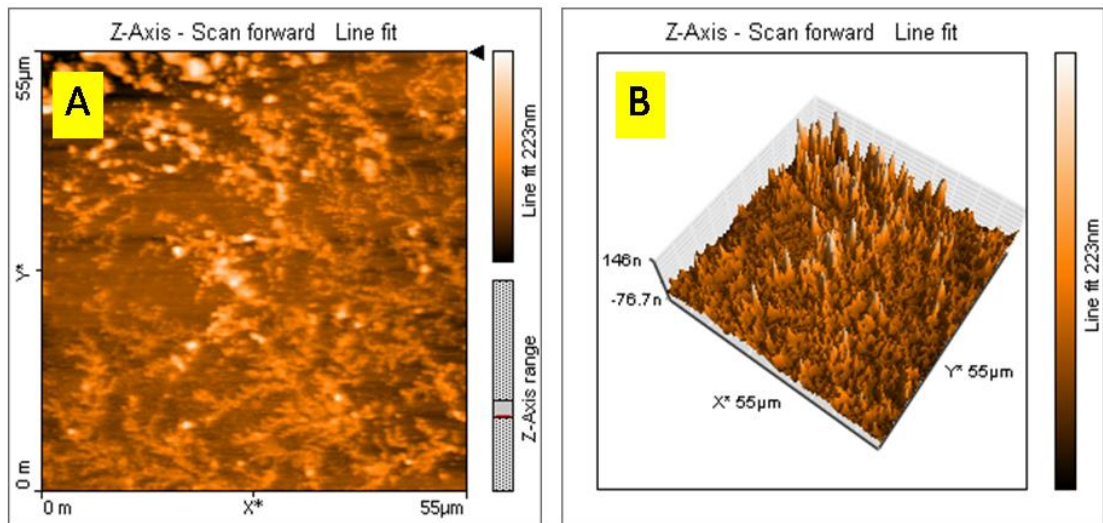 Z-Axis - Scan forward Line fit
A
55µm
Y*
0 m
0 m
X*
55µm
Line fit 223nm
Z-Axis range
Z-Axis - Scan forward Line fit
B
146n
-76.7n
X* 55µm
Y* 55µm
Line fit 223nm